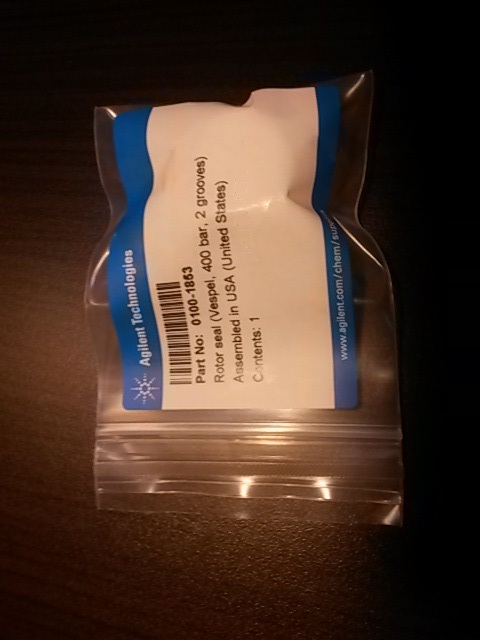 Agilent Technologies
Part No: 0100-1853
Rotor seal (Vespel, 400 bar, 2 grooves)
Assembled in USA (United States)
Contents: 1
www.agilent.com/chem/